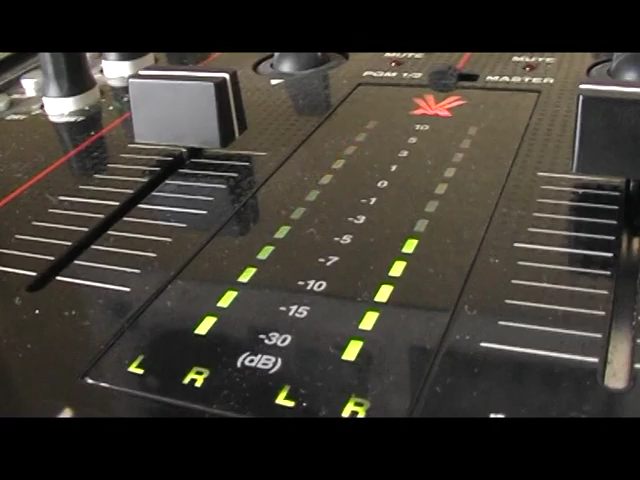 MUTE
MUTE
PGM 1/2
MASTER
10
5
3
1
0
-1
-3
-5
-7
-10
-15
-30
(dB)
L R L R